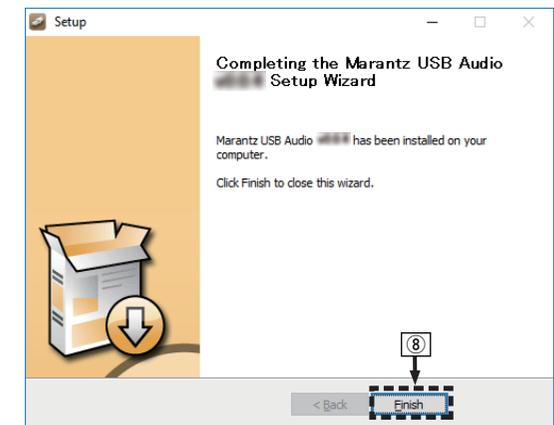 Setup
Completing the Marantz USB Audio
Setup Wizard
Marantz USB Audio has been installed on your
computer.
Click Finish to close this wizard.
⑧
< Back Finish